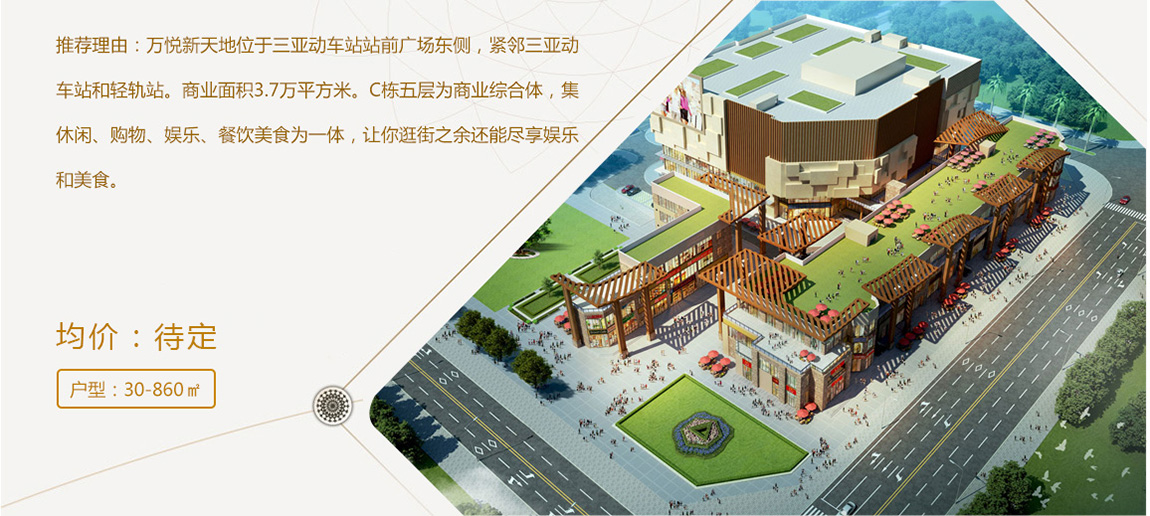 推荐理由：万悦新天地位于三亚动车站站前广场东侧，紧邻三亚动
车站和轻轨站。商业面积3.7万平方米。C栋五层为商业综合体，集
休闲、购物、娱乐、餐饮美食为一体，让你逛街之余还能尽享娱乐
和美食。
均价：待定
户型：30-860㎡